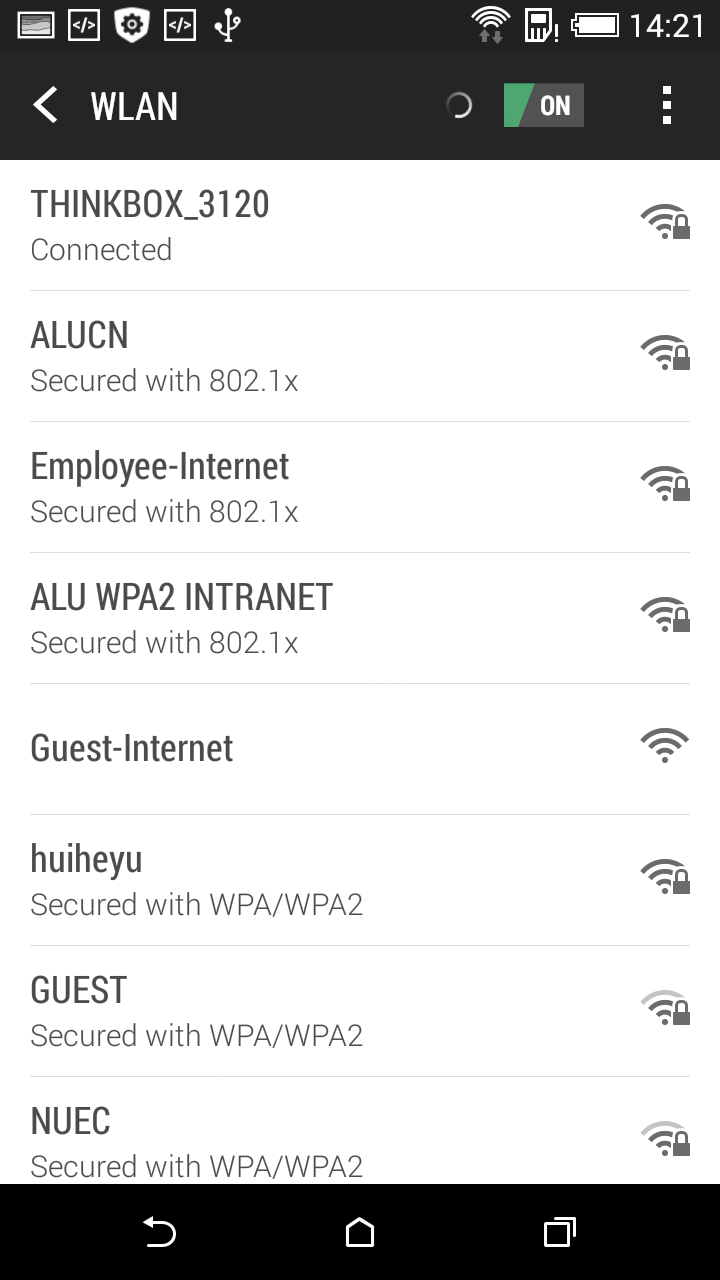 14:21
WLAN
ON
THINKBOX_3120
Connected
ALUCN
Secured with 802.1x
Employee-Internet
Secured with 802.1x
ALU WPA2 INTRANET
Secured with 802.1x
Guest-Internet
huiheyu
Secured with WPA/WPA2
GUEST
Secured with WPA/WPA2
NUEC
Secured with WPA/WPA2